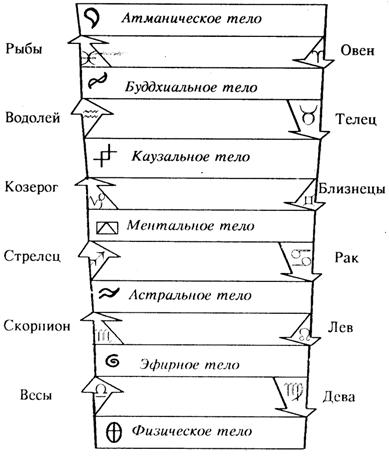 Атманическое тело
Рыбы
Овен
Буддхиальное тело
Водолей
Телец
Каузальное тело
Козерог
Близнецы
Ментальное тело
Стрелец
Рак
Астральное тело
Скорпион
Лев
Эфирное тело
Весы
Дева
Физическое тело